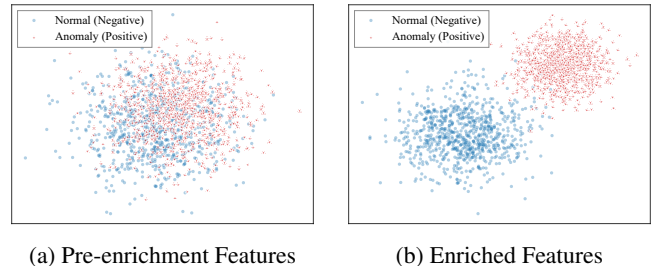 Normal (Negative)
Anomaly (Positive)
Normal (Negative)
Anomaly (Positive)
(a) Pre-enrichment Features
(b) Enriched Features